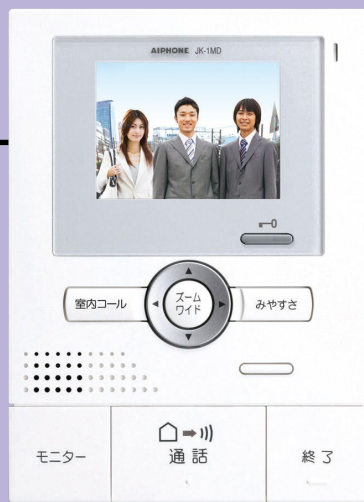 AIPHONE JK-1MD
室内コール
ズーム
ワイド
みやすさ
モニター
通話
終了